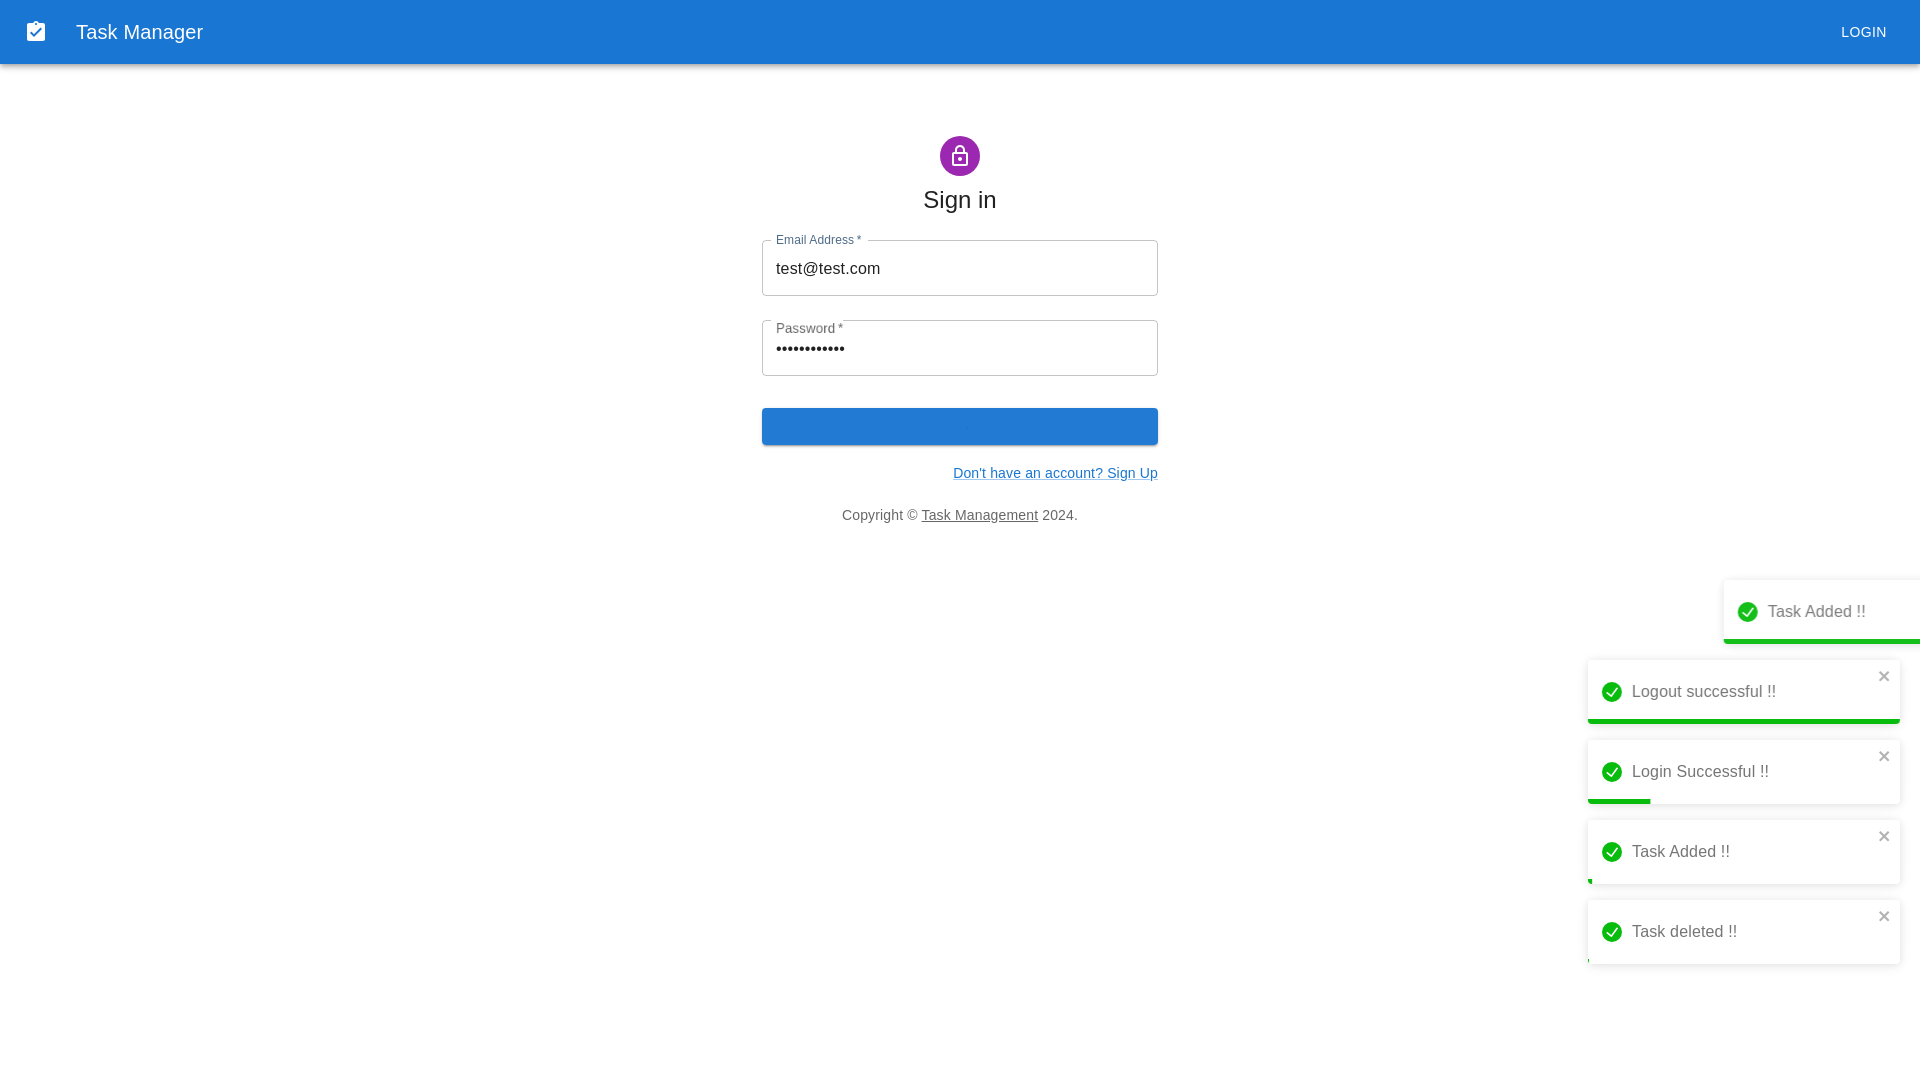 Task Manager
LOGIN
Sign in
Email Address *
test@test.com
Password *
••••••••••••
Don't have an account? Sign Up
Copyright © Task Management 2024.
Task Added !!
Logout successful !!
Login Successful !!
Task Added !!
Task deleted !!